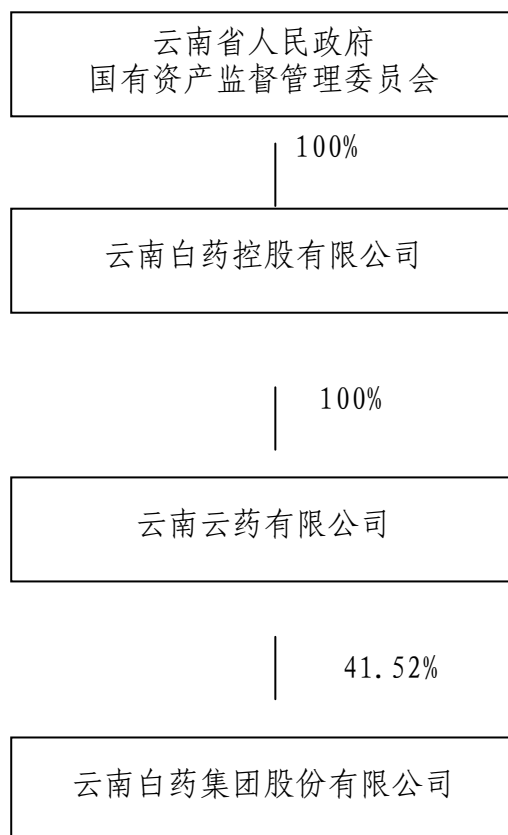 云南省人民政府
国有资产监督管理委员会
100%
云南白药控股有限公司
100%
云南云药有限公司
41.52%
云南白药集团股份有限公司